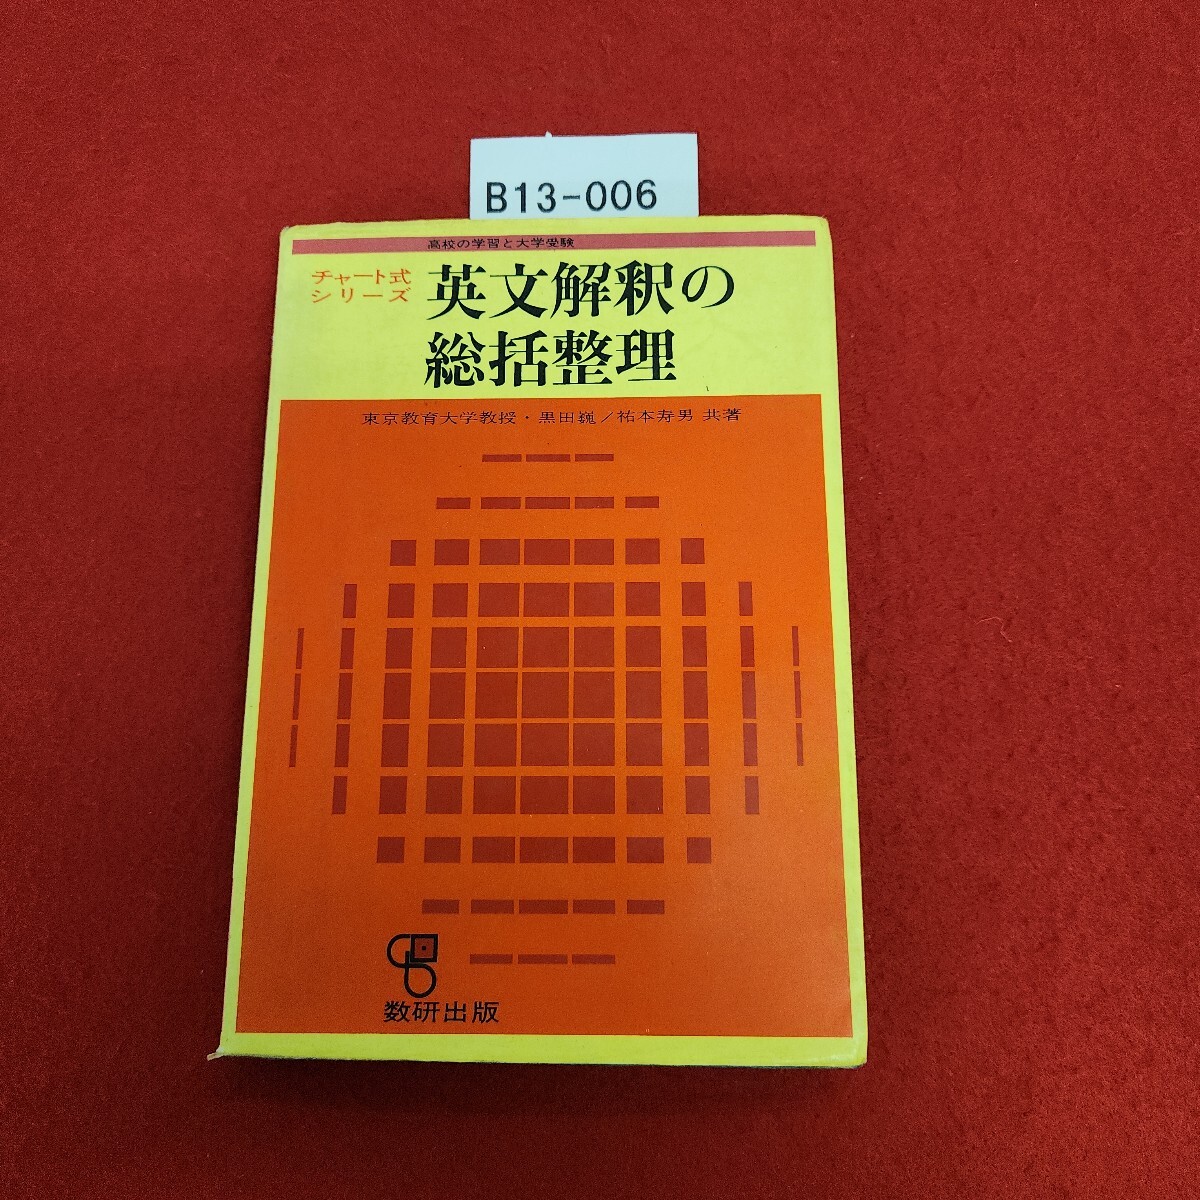 B13-006
高校の学習と大学受験
チャート式
シリーズ
英文解釈の
総括整理
東京教育大学教授・黒田巍/祐本寿男 共著
数研出版